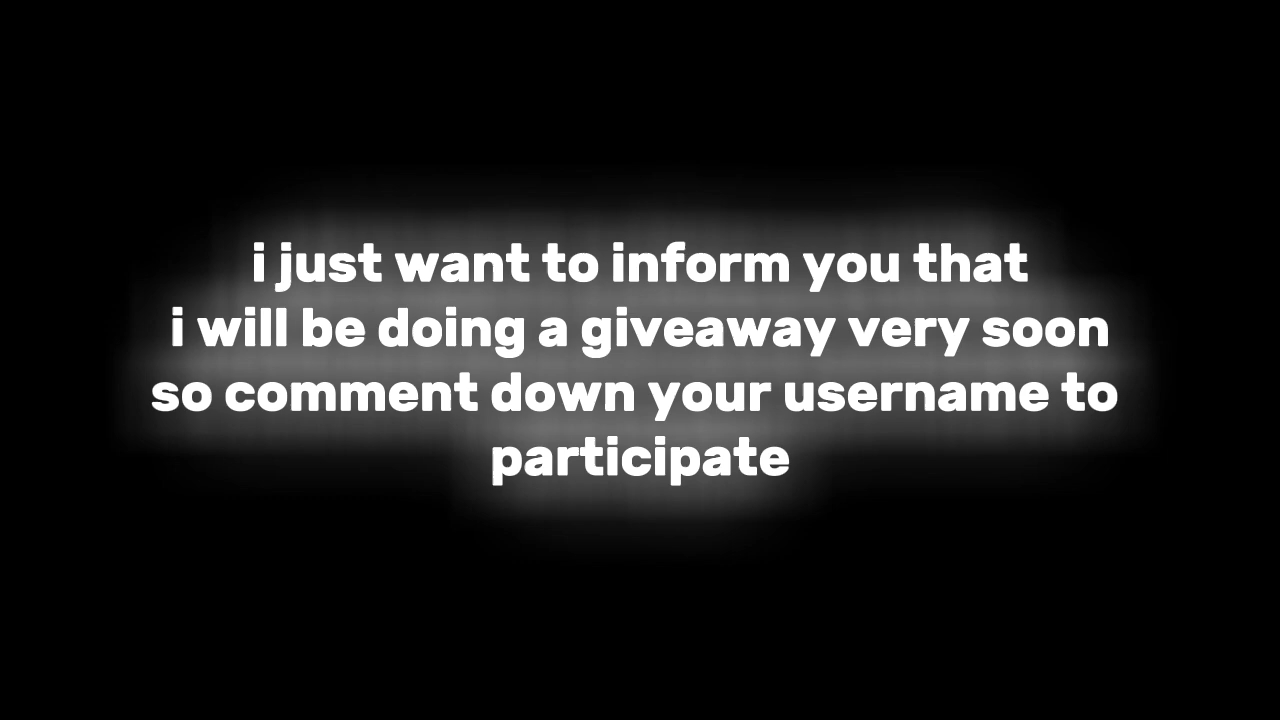 i just want to inform you that
i will be doing a giveaway very soon
so comment down your username to
participate